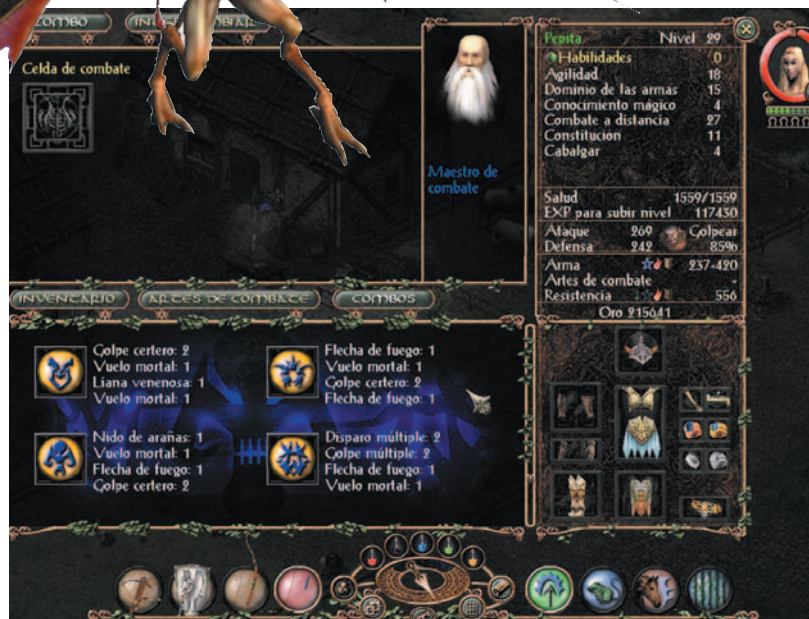 COMBO
Celda de combate
Maestro de
combate
Pepita Nivel 29
Habilidades 0
Agilidad 18
Dominio de las armas 15
Conocimiento mágico 4
Combate a distancia 27
Constitución 11
Cabalgar 4
Salud 1559/1559
EXP para subir nivel 117430
Ataque 269 Golpear
Defensa 242 85%
Arma 237-420
Artes de combate -
Resistencia 556
Oro 215641
INVENTARIO ARTES DE COMBATE COMBOS
Golpe certero: 2
Vuelo mortal: 1
Liana venenosa: 1
Vuelo mortal: 1
Flecha de fuego: 1
Vuelo mortal: 1
Golpe certero: 2
Flecha de fuego: 1
Nido de arañas: 1
Vuelo mortal: 1
Flecha de fuego: 1
Golpe certero: 2
Disparo múltiple: 2
Golpe múltiple: 2
Flecha de fuego: 1
Vuelo mortal: 1